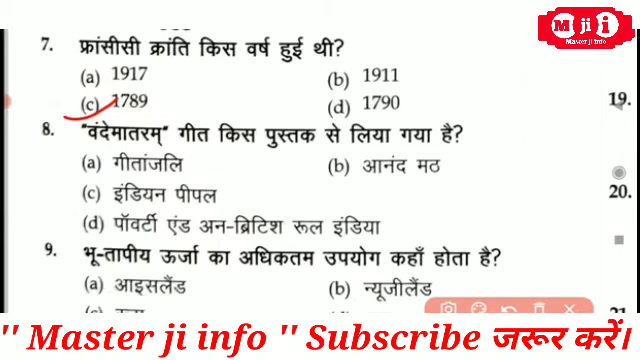 M ji i
Master ji info
7. फ्रांसीसी क्रांति किस वर्ष हुई थी?
(a) 1917 (b) 1911
(c) 1789 (d) 1790
19.
8. "वंदेमातरम्" गीत किस पुस्तक से लिया गया है?
(a) गीतांजलि (b) आनंद मठ
(c) इंडियन पीपल
20.
(d) पॉवर्टी एंड अन-ब्रिटिश रूल इंडिया
9. भू-तापीय ऊर्जा का अधिकतम उपयोग कहाँ होता है?
(a) आइसलैंड (b) न्यूजीलैंड
'' Master ji info '' Subscribe जरूर करें।